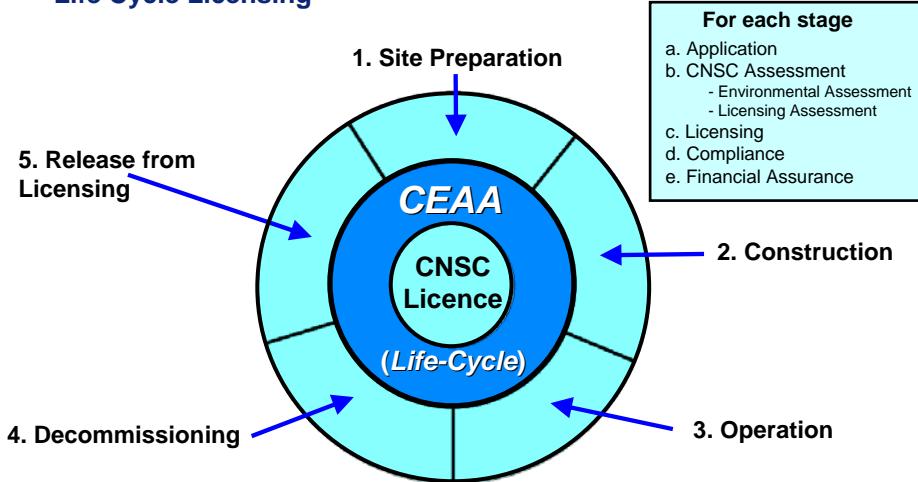 Life Cycle Licensing
For each stage
a. Application
b. CNSC Assessment
- Environmental Assessment
- Licensing Assessment
c. Licensing
d. Compliance
e. Financial Assurance
1. Site Preparation
5. Release from
Licensing
CEAA
CNSC
Licence
(Life-Cycle)
2. Construction
4. Decommissioning
3. Operation